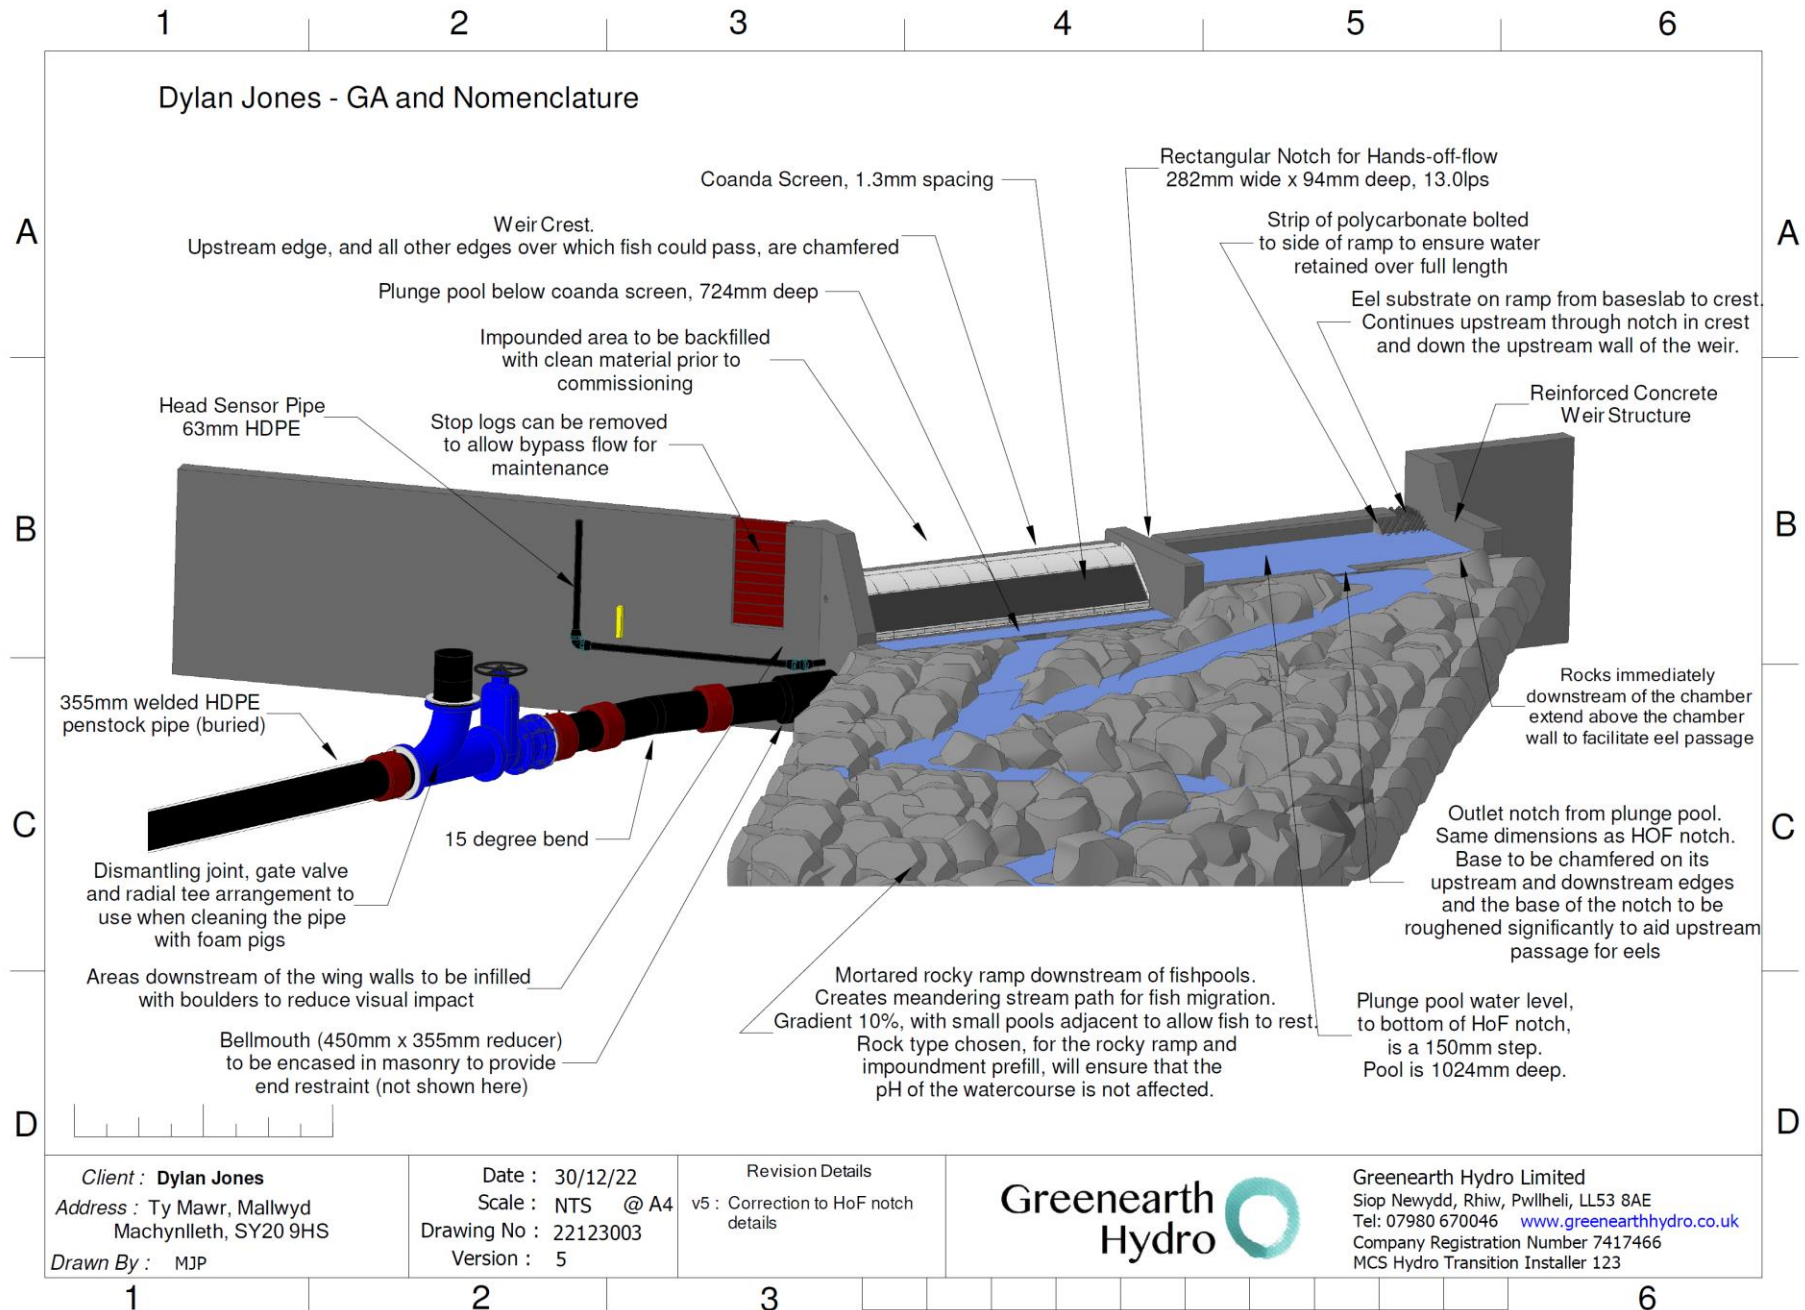 1 2 3 4 5 6
Dylan Jones - GA and Nomenclature
Coanda Screen, 1.3mm spacing
Rectangular Notch for Hands-off-flow
282mm wide x 94mm deep, 13.0lps
Weir Crest.
Upstream edge, and all other edges over which fish could pass, are chamfered
Strip of polycarbonate bolted
to side of ramp to ensure water
retained over full length
A
A
Plunge pool below coanda screen, 724mm deep
Eel substrate on ramp from baseslab to crest.
Continues upstream through notch in crest
and down the upstream wall of the weir.
Impounded area to be backfilled
with clean material prior to
commissioning
Head Sensor Pipe
63mm HDPE
Stop logs can be removed
to allow bypass flow for
maintenance
Reinforced Concrete
Weir Structure
B
B
355mm welded HDPE
penstock pipe (buried)
Rocks immediately
downstream of the chamber
extend above the chamber
wall to facilitate eel passage
15 degree bend
C
C
Dismantling joint, gate valve
and radial tee arrangement to
use when cleaning the pipe
with foam pigs
Outlet notch from plunge pool.
Same dimensions as HOF notch.
Base to be chamfered on its
upstream and downstream edges
and the base of the notch to be
roughened significantly to aid upstream
passage for eels
Areas downstream of the wing walls to be infilled
with boulders to reduce visual impact
Mortared rocky ramp downstream of fishpools.
Creates meandering stream path for fish migration.
Gradient 10%, with small pools adjacent to allow fish to rest.
Rock type chosen, for the rocky ramp and
impoundment prefill, will ensure that the
pH of the watercourse is not affected.
Plunge pool water level,
to bottom of HoF notch,
is a 150mm step.
Pool is 1024mm deep.
Bellmouth (450mm x 355mm reducer)
to be encased in masonry to provide
end restraint (not shown here)
D
D
Client : Dylan Jones
Address : Ty Mawr, Mallwyd
Machynlleth, SY20 9HS
Drawn By : MJP
Date : 30/12/22
Scale : NTS @ A4
Drawing No : 22123003
Version : 5
Revision Details
v5 : Correction to HoF notch
details
Greenearth
Hydro
Greenearth Hydro Limited
Siop Newydd, Rhiw, Pwllheli, LL53 8AE
Tel: 07980 670046 www.greenearthhydro.co.uk
Company Registration Number 7417466
MCS Hydro Transition Installer 123
1 2 3 6